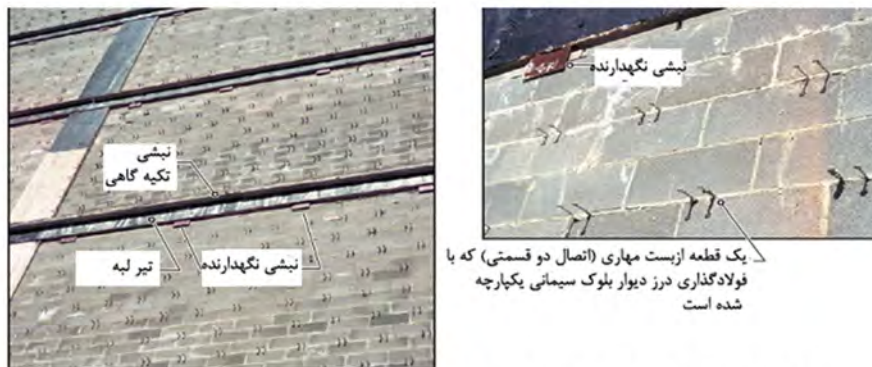 نبشی نگهدارنده
نبشی
تکیه گاهی
تیر لبه
نبشی نگهدارنده
یک قطعه ازبست مهاری (اتصال دو قسمتی) که با
فولادگذاری درز دیوار بلوک سیمانی یکپارچه
شده است